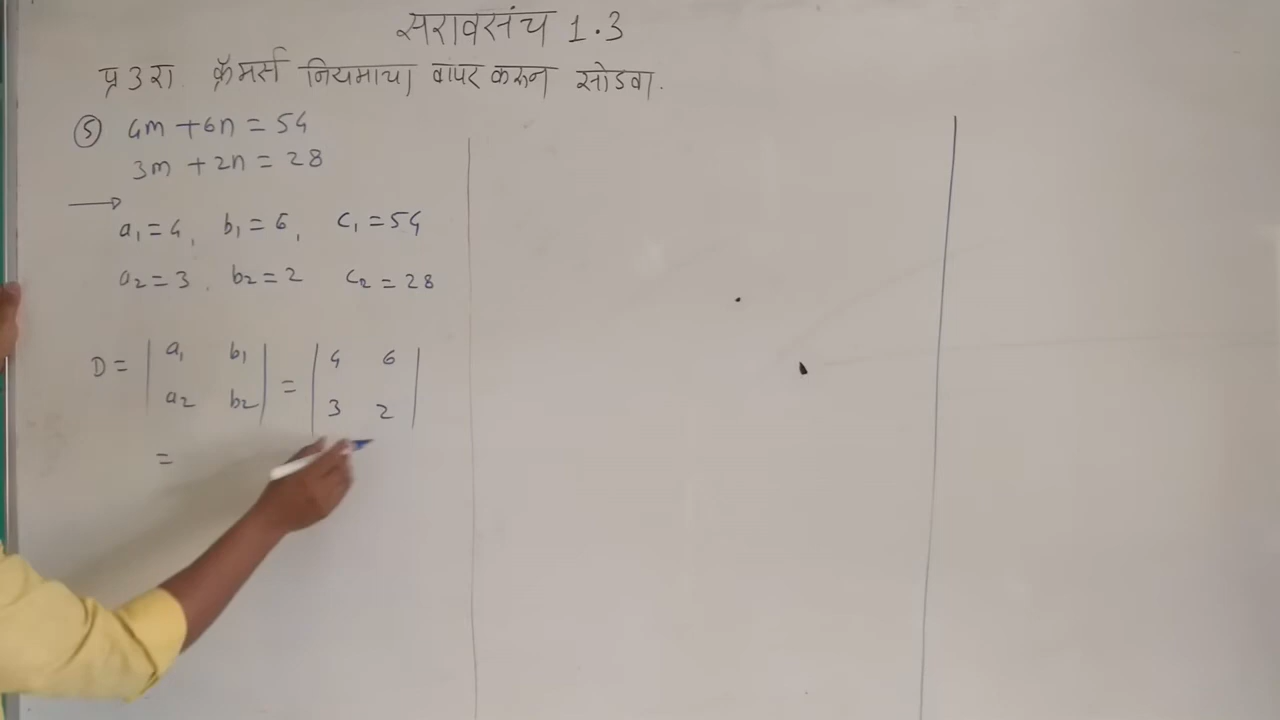 सरावसंच 1.3
प्र 3 रा. क्रॅमर्स नियमाचा वापर करून सोडवा.
⑤ 4m + 6n = 54
3m + 2n = 28
→
a₁ = 4, b₁ = 6, c₁ = 54
a₂ = 3, b₂ = 2 c₂ = 28
D = | a₁ b₁ | = | 4 6 |
| a₂ b₂ | | 3 2 |
=